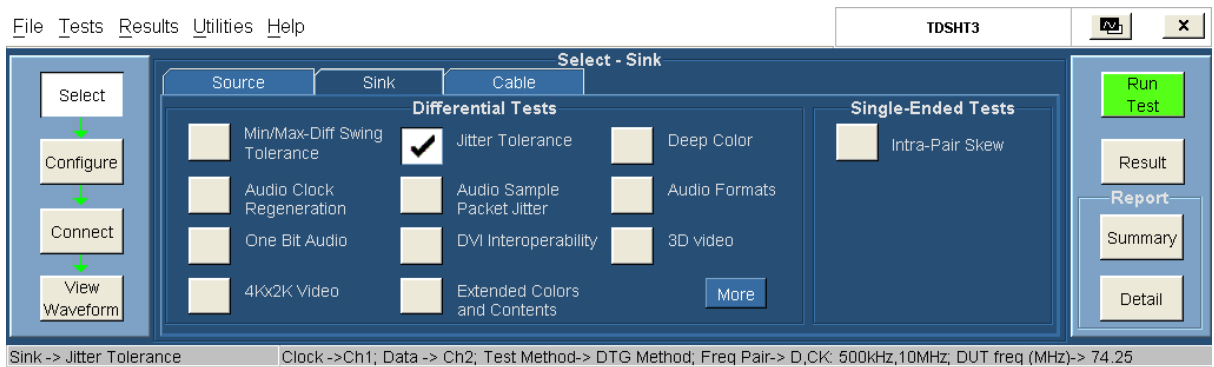 File Tests Results Utilities Help
TDSHT3
x
Select - Sink
Select
Configure
Connect
View
Waveform
Source
Sink
Cable
Differential Tests
Min/Max-Diff Swing
Tolerance
Jitter Tolerance
Deep Color
Audio Clock
Regeneration
Audio Sample
Packet Jitter
Audio Formats
One Bit Audio
DVI Interoperability
3D video
4Kx2K Video
Extended Colors
and Contents
More
Single-Ended Tests
Intra-Pair Skew
Run
Test
Result
Report
Summary
Detail
Sink -> Jitter Tolerance
Clock ->Ch1; Data -> Ch2; Test Method-> DTG Method; Freq Pair-> D,CK: 500kHz,10MHz; DUT freq (MHz)-> 74.25